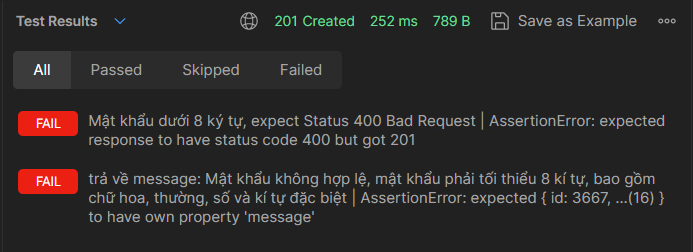 Test Results 201 Created 252 ms 789 B Save as Example
All Passed Skipped Failed
FAIL Mật khẩu dưới 8 ký tự, expect Status 400 Bad Request | AssertionError: expected
response to have status code 400 but got 201
trả về message: Mật khẩu không hợp lệ, mật khẩu phải tối thiểu 8 kí tự, bao gồm
FAIL chữ hoa, thường, số và kí tự đặc biệt | AssertionError: expected { id: 3667, …(16) }
to have own property 'message'